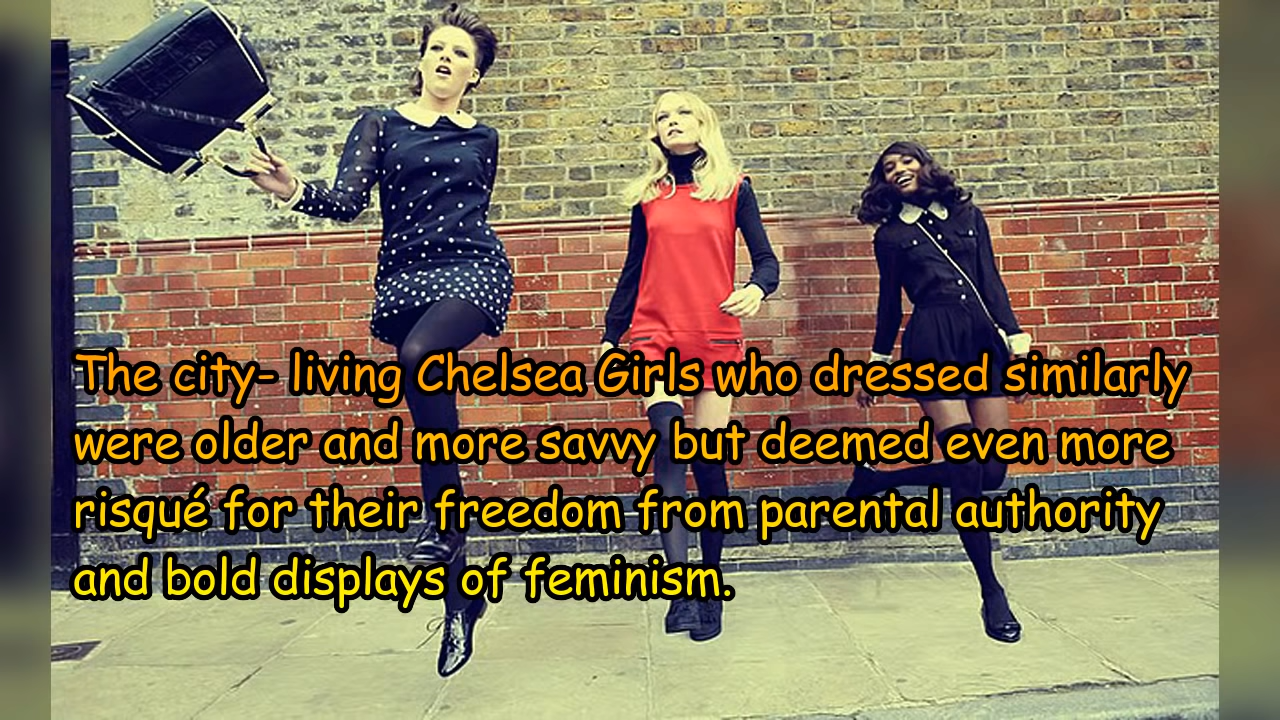 The city- living Chelsea Girls who dressed similarly
were older and more savvy but deemed even more
risqué for their freedom from parental authority
and bold displays of feminism.